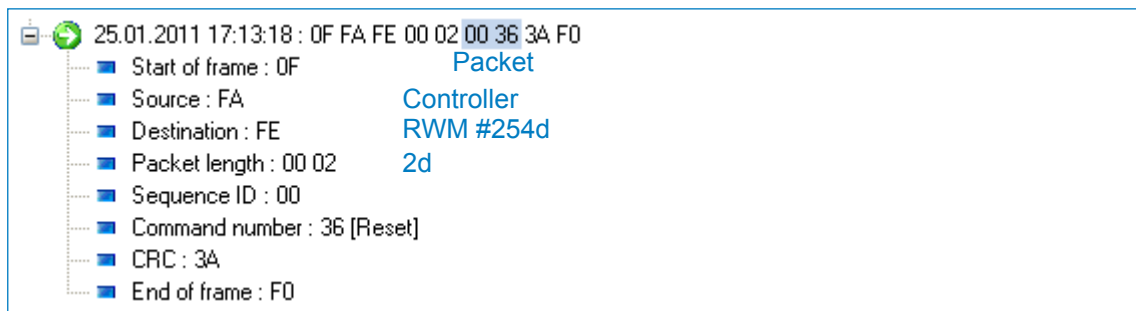 25.01.2011 17:13:18 : 0F FA FE 00 02 00 36 3A F0
Start of frame : 0F Packet
Source : FA Controller
Destination : FE RWM #254d
Packet length : 00 02 2d
Sequence ID : 00
Command number : 36 [Reset]
CRC : 3A
End of frame : F0